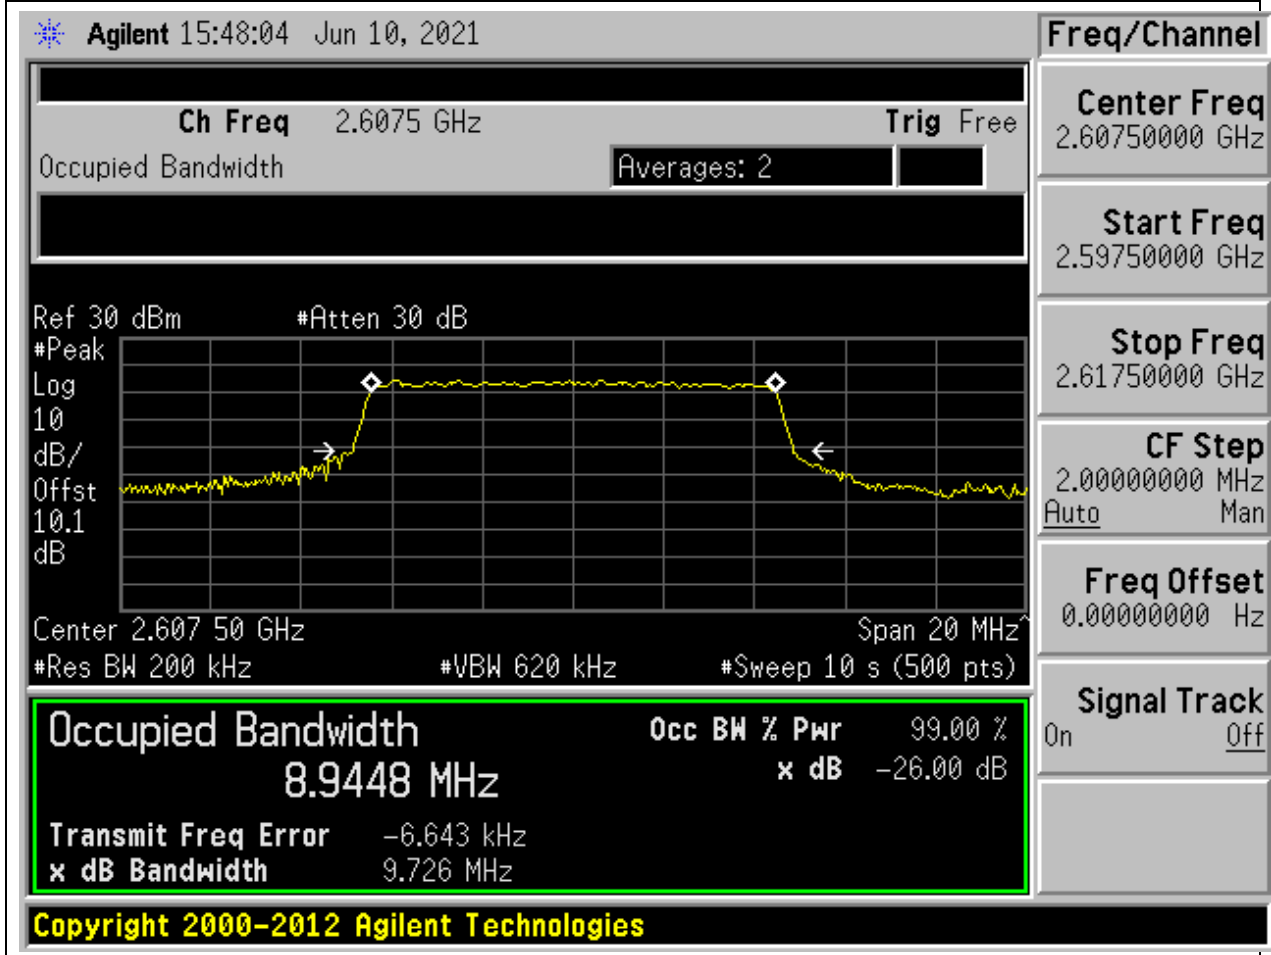 Agilent 15:48:04 Jun 10, 2021
Freq/Channel
Ch Freq 2.6075 GHz Trig Free
Occupied Bandwidth Averages: 2
Center Freq
2.60750000 GHz
Start Freq
2.59750000 GHz
Stop Freq
2.61750000 GHz
CF Step
2.00000000 MHz
Auto Man
Freq Offset
0.00000000 Hz
Signal Track
On Off
Ref 30 dBm #Atten 30 dB
#Peak
Log
10
dB/
Offst
10.1
dB
Center 2.607 50 GHz Span 20 MHz^
#Res BW 200 kHz #VBW 620 kHz #Sweep 10 s (500 pts)
Occupied Bandwidth Occ BW % Pwr 99.00 %
8.9448 MHz x dB -26.00 dB
Transmit Freq Error -6.643 kHz
x dB Bandwidth 9.726 MHz
Copyright 2000-2012 Agilent Technologies